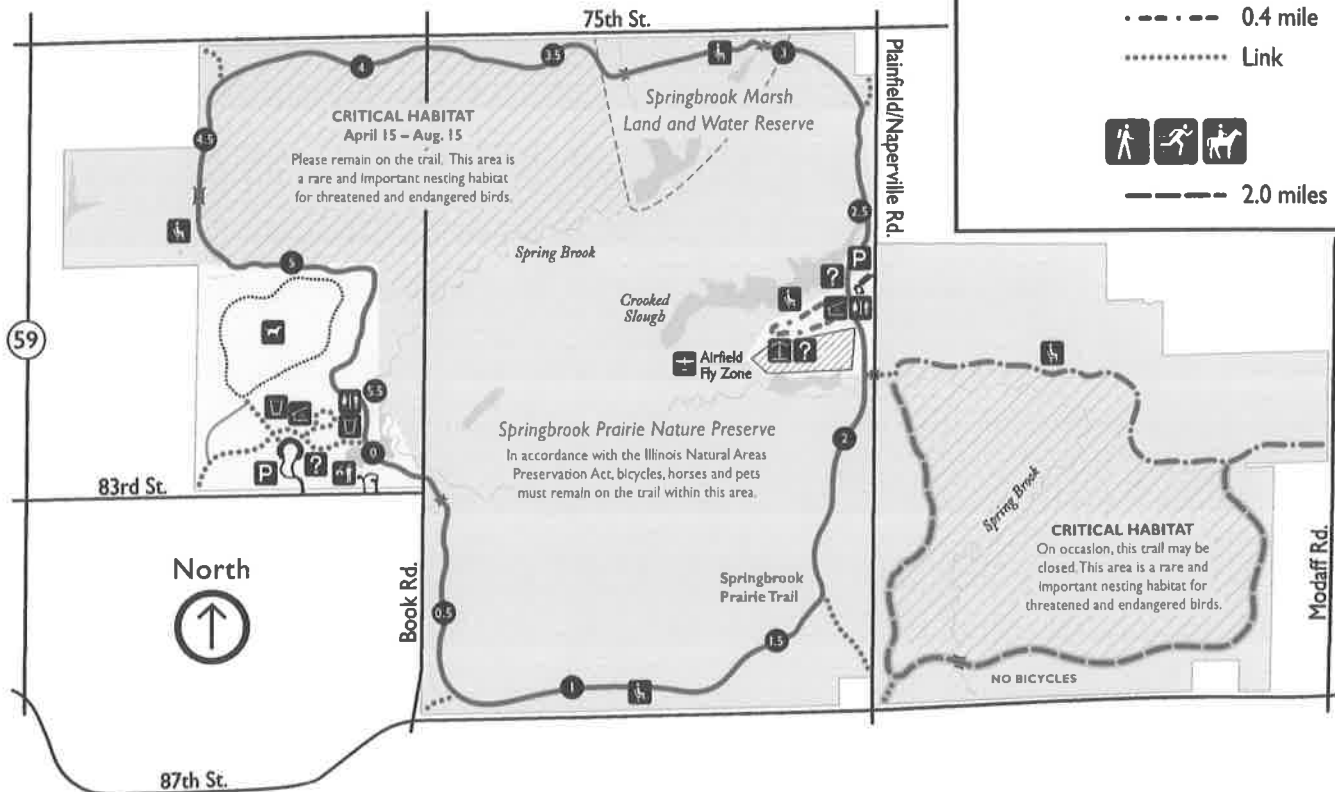 75th St.
0.4 mile
Link
2.0 miles
Plainfield/Naperville Rd.
4
3.5
3
CRITICAL HABITAT
April 15 – Aug. 15
Please remain on the trail. This area is
a rare and important nesting habitat
for threatened and endangered birds.
Springbrook Marsh
Land and Water Reserve
4.5
2.5
Spring Brook
5
P
?
Crooked
Slough
59
?
Airfield
Fly Zone
5.5
Springbrook Prairie Nature Preserve
In accordance with the Illinois Natural Areas
Preservation Act, bicycles, horses and pets
must remain on the trail within this area.
2
0
P
?
83rd St.
Spring Brook
CRITICAL HABITAT
On occasion, this trail may be
closed. This area is a rare and
important nesting habitat for
threatened and endangered birds.
Modaff Rd.
North
Book Rd.
0.5
Springbrook
Prairie Trail
1.5
1
NO BICYCLES
87th St.